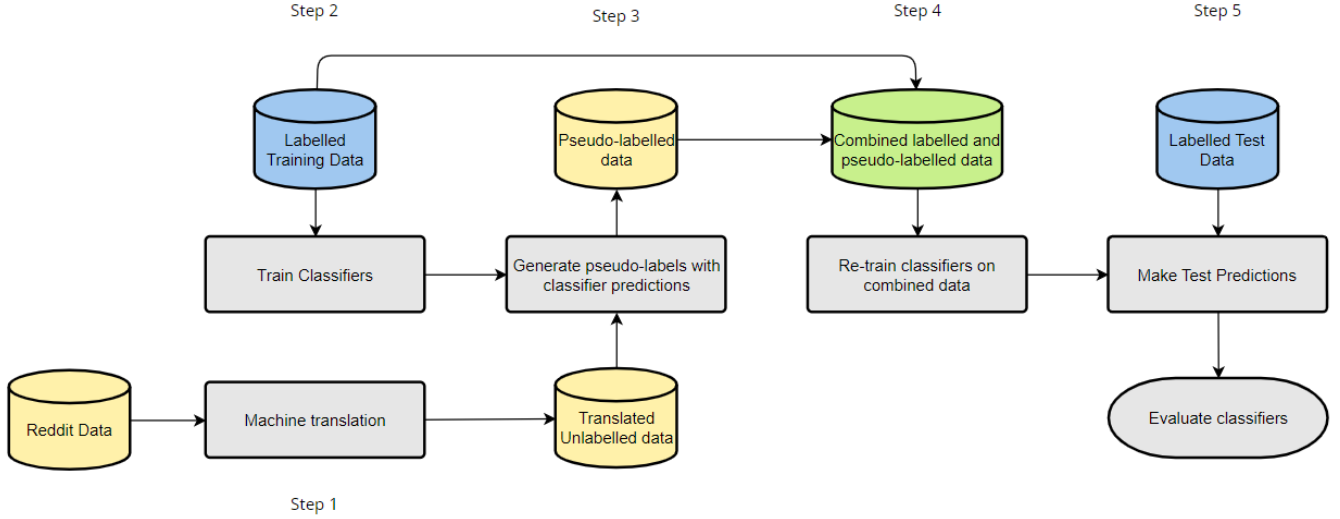 Step 2
Step 3
Step 4
Step 5
Labelled
Training Data
Pseudo-labelled
data
Combined labelled and
pseudo-labelled data
Labelled Test
Data
Train Classifiers
Generate pseudo-labels with
classifier predictions
Re-train classifiers on
combined data
Make Test Predictions
Reddit Data
Machine translation
Translated
Unlabelled data
Evaluate classifiers
Step 1